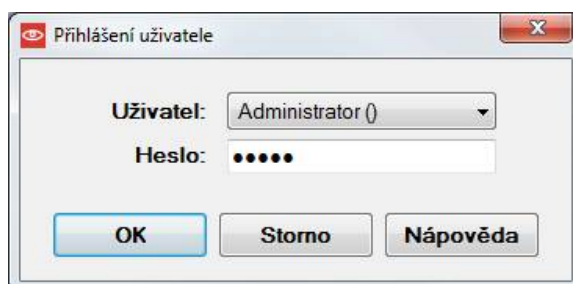 Přihlášení uživatele
Uživatel: Administrator ()
Heslo: •••••
OK Storno Nápověda